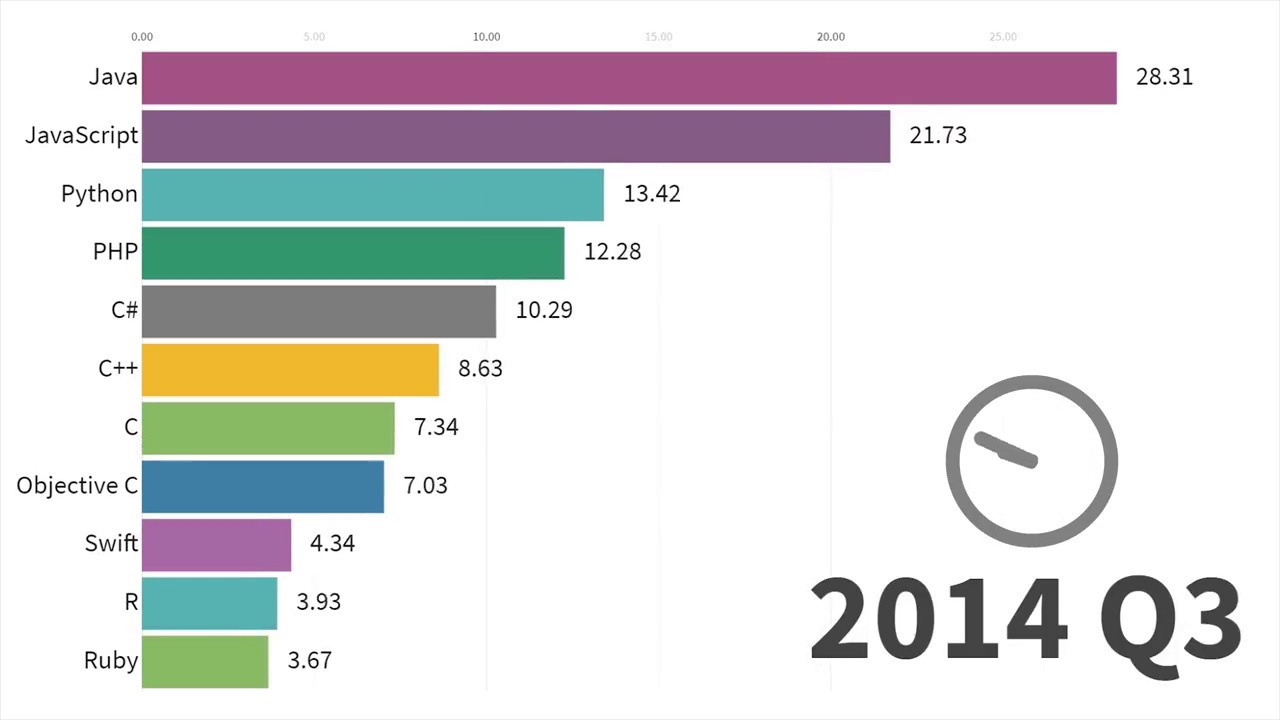 0.00 5.00 10.00 15.00 20.00 25.00
Java 28.31
JavaScript 21.73
Python 13.42
PHP 12.28
C# 10.29
C++ 8.63
C 7.34
Objective C 7.03
Swift 4.34
R 3.93
Ruby 3.67
2014 Q3